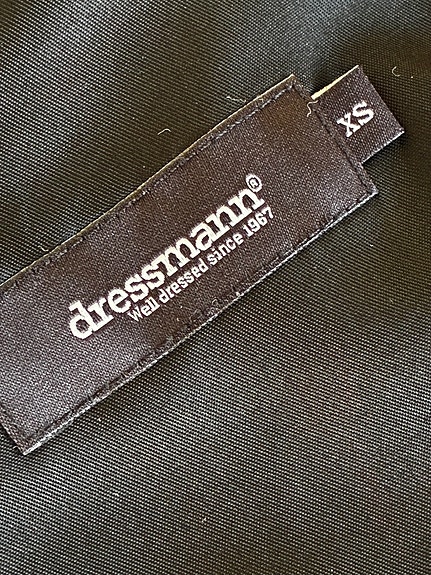 dressmann®
Well dressed since 1967
XS